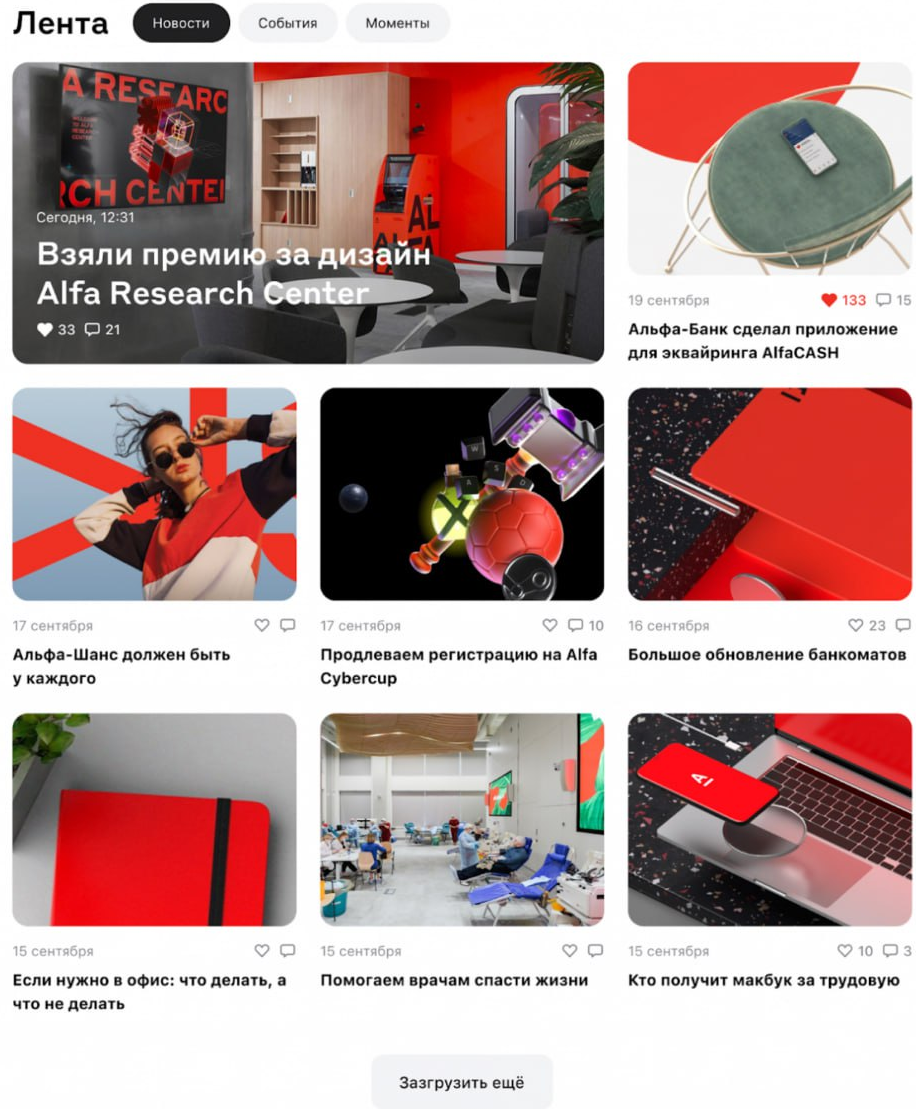 Лента
Новости
События
Моменты
A RESEARC
RCH CENTER
Сегодня, 12:31
Взяли премию за дизайн
Alfa Research Center
33 21
AL
ALFA
19 сентября 133 15
Альфа-Банк сделал приложение
для эквайринга AlfaCASH
17 сентября
Альфа-Шанс должен быть
у каждого
W
A S D
17 сентября 10
Продлеваем регистрацию на Alfa
Cybercup
16 сентября 23
Большое обновление банкоматов
15 сентября
Если нужно в офис: что делать, а
что не делать
15 сентября
Помогаем врачам спасти жизни
А
15 сентября 10 3
Кто получит макбук за трудовую
Зазгрузить ещё